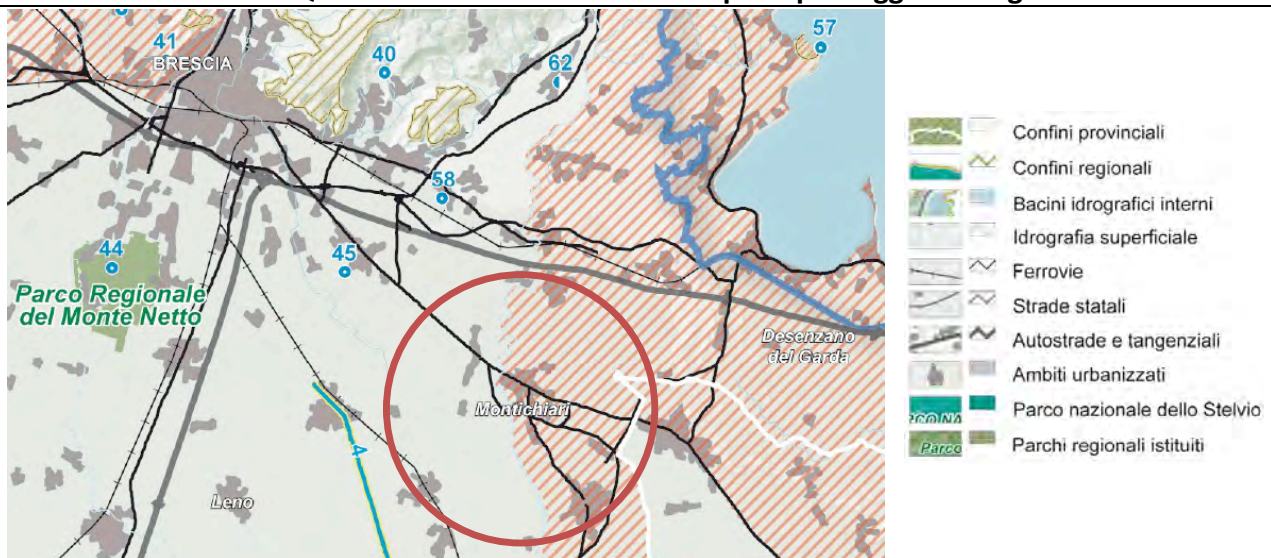 41
BRESCIA
40
62
57
58
44
45
Parco Regionale
del Monte Netto
Desenzano
del Garda
Montichiari
4
Leno
Confini provinciali
Confini regionali
Bacini idrografici interni
Idrografia superficiale
Ferrovie
Strade statali
Autostrade e tangenziali
Ambiti urbanizzati
Parco nazionale dello Stelvio
Parco
Parchi regionali istituiti